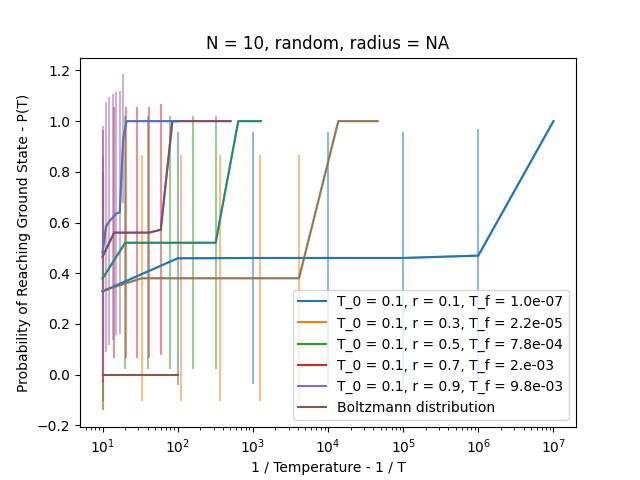 N = 10, random, radius = NA
Probability of Reaching Ground State - P(T)
1.2
1.0
0.8
0.6
0.4
0.2
0.0
−0.2
T_0 = 0.1, r = 0.1, T_f = 1.0e-07
T_0 = 0.1, r = 0.3, T_f = 2.2e-05
T_0 = 0.1, r = 0.5, T_f = 7.8e-04
T_0 = 0.1, r = 0.7, T_f = 2.e-03
T_0 = 0.1, r = 0.9, T_f = 9.8e-03
Boltzmann distribution
10¹ 10² 10³ 10⁴ 10⁵ 10⁶ 10⁷
1 / Temperature - 1 / T